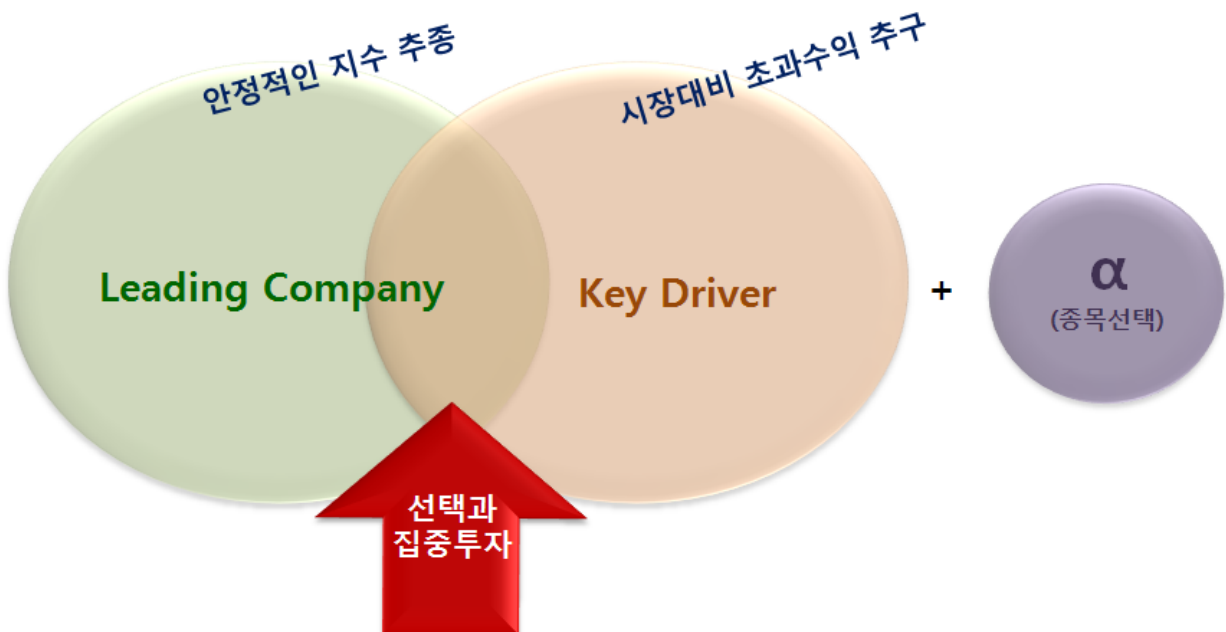 안정적인 지수 추종
시장대비 초과수익 추구
Leading Company
Key Driver
+
α
(종목선택)
선택과
집중투자